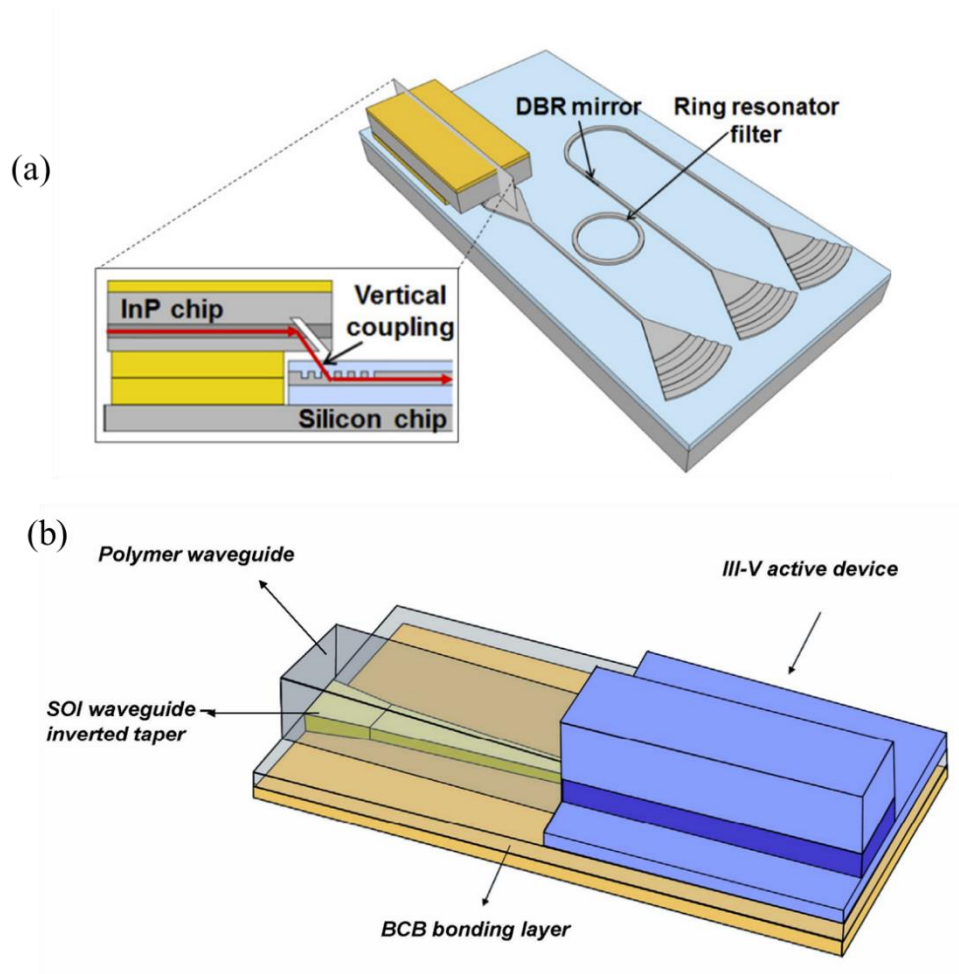 (a)
DBR mirror
Ring resonator
filter
InP chip
Vertical
coupling
Silicon chip
(b)
Polymer waveguide
III-V active device
SOI waveguide
inverted taper
BCB bonding layer